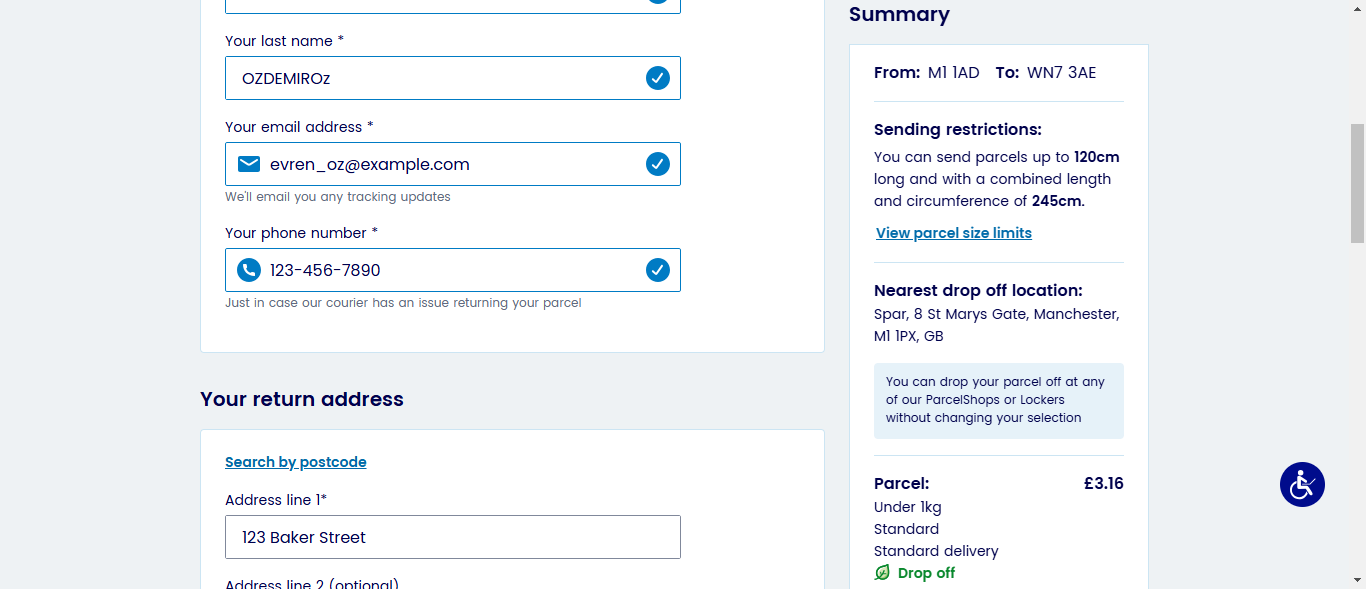 Your last name *
OZDEMIROz
Your email address *
evren_oz@example.com
We'll email you any tracking updates
Your phone number *
123-456-7890
Just in case our courier has an issue returning your parcel
Your return address
Search by postcode
Address line 1*
123 Baker Street
Address line 2 (optional)
Summary
From: M1 1AD To: WN7 3AE
Sending restrictions:
You can send parcels up to 120cm
long and with a combined length
and circumference of 245cm.
View parcel size limits
Nearest drop off location:
Spar, 8 St Marys Gate, Manchester,
M1 1PX, GB
You can drop your parcel off at any
of our ParcelShops or Lockers
without changing your selection
Parcel: £3.16
Under 1kg
Standard
Standard delivery
Drop off